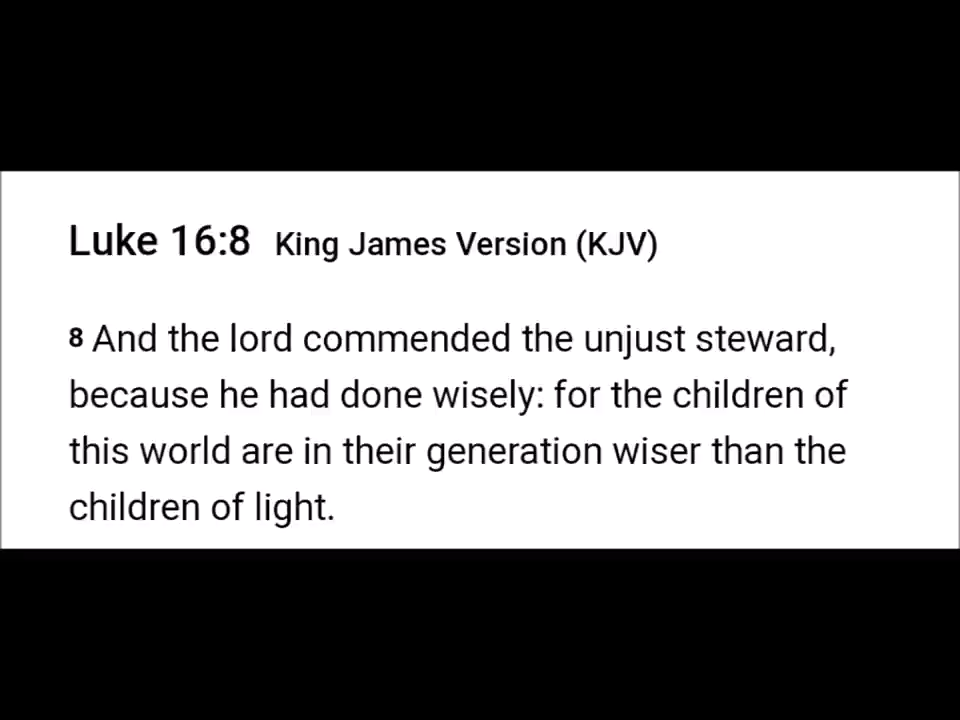 Luke 16:8 King James Version (KJV)
8 And the lord commended the unjust steward,
because he had done wisely: for the children of
this world are in their generation wiser than the
children of light.